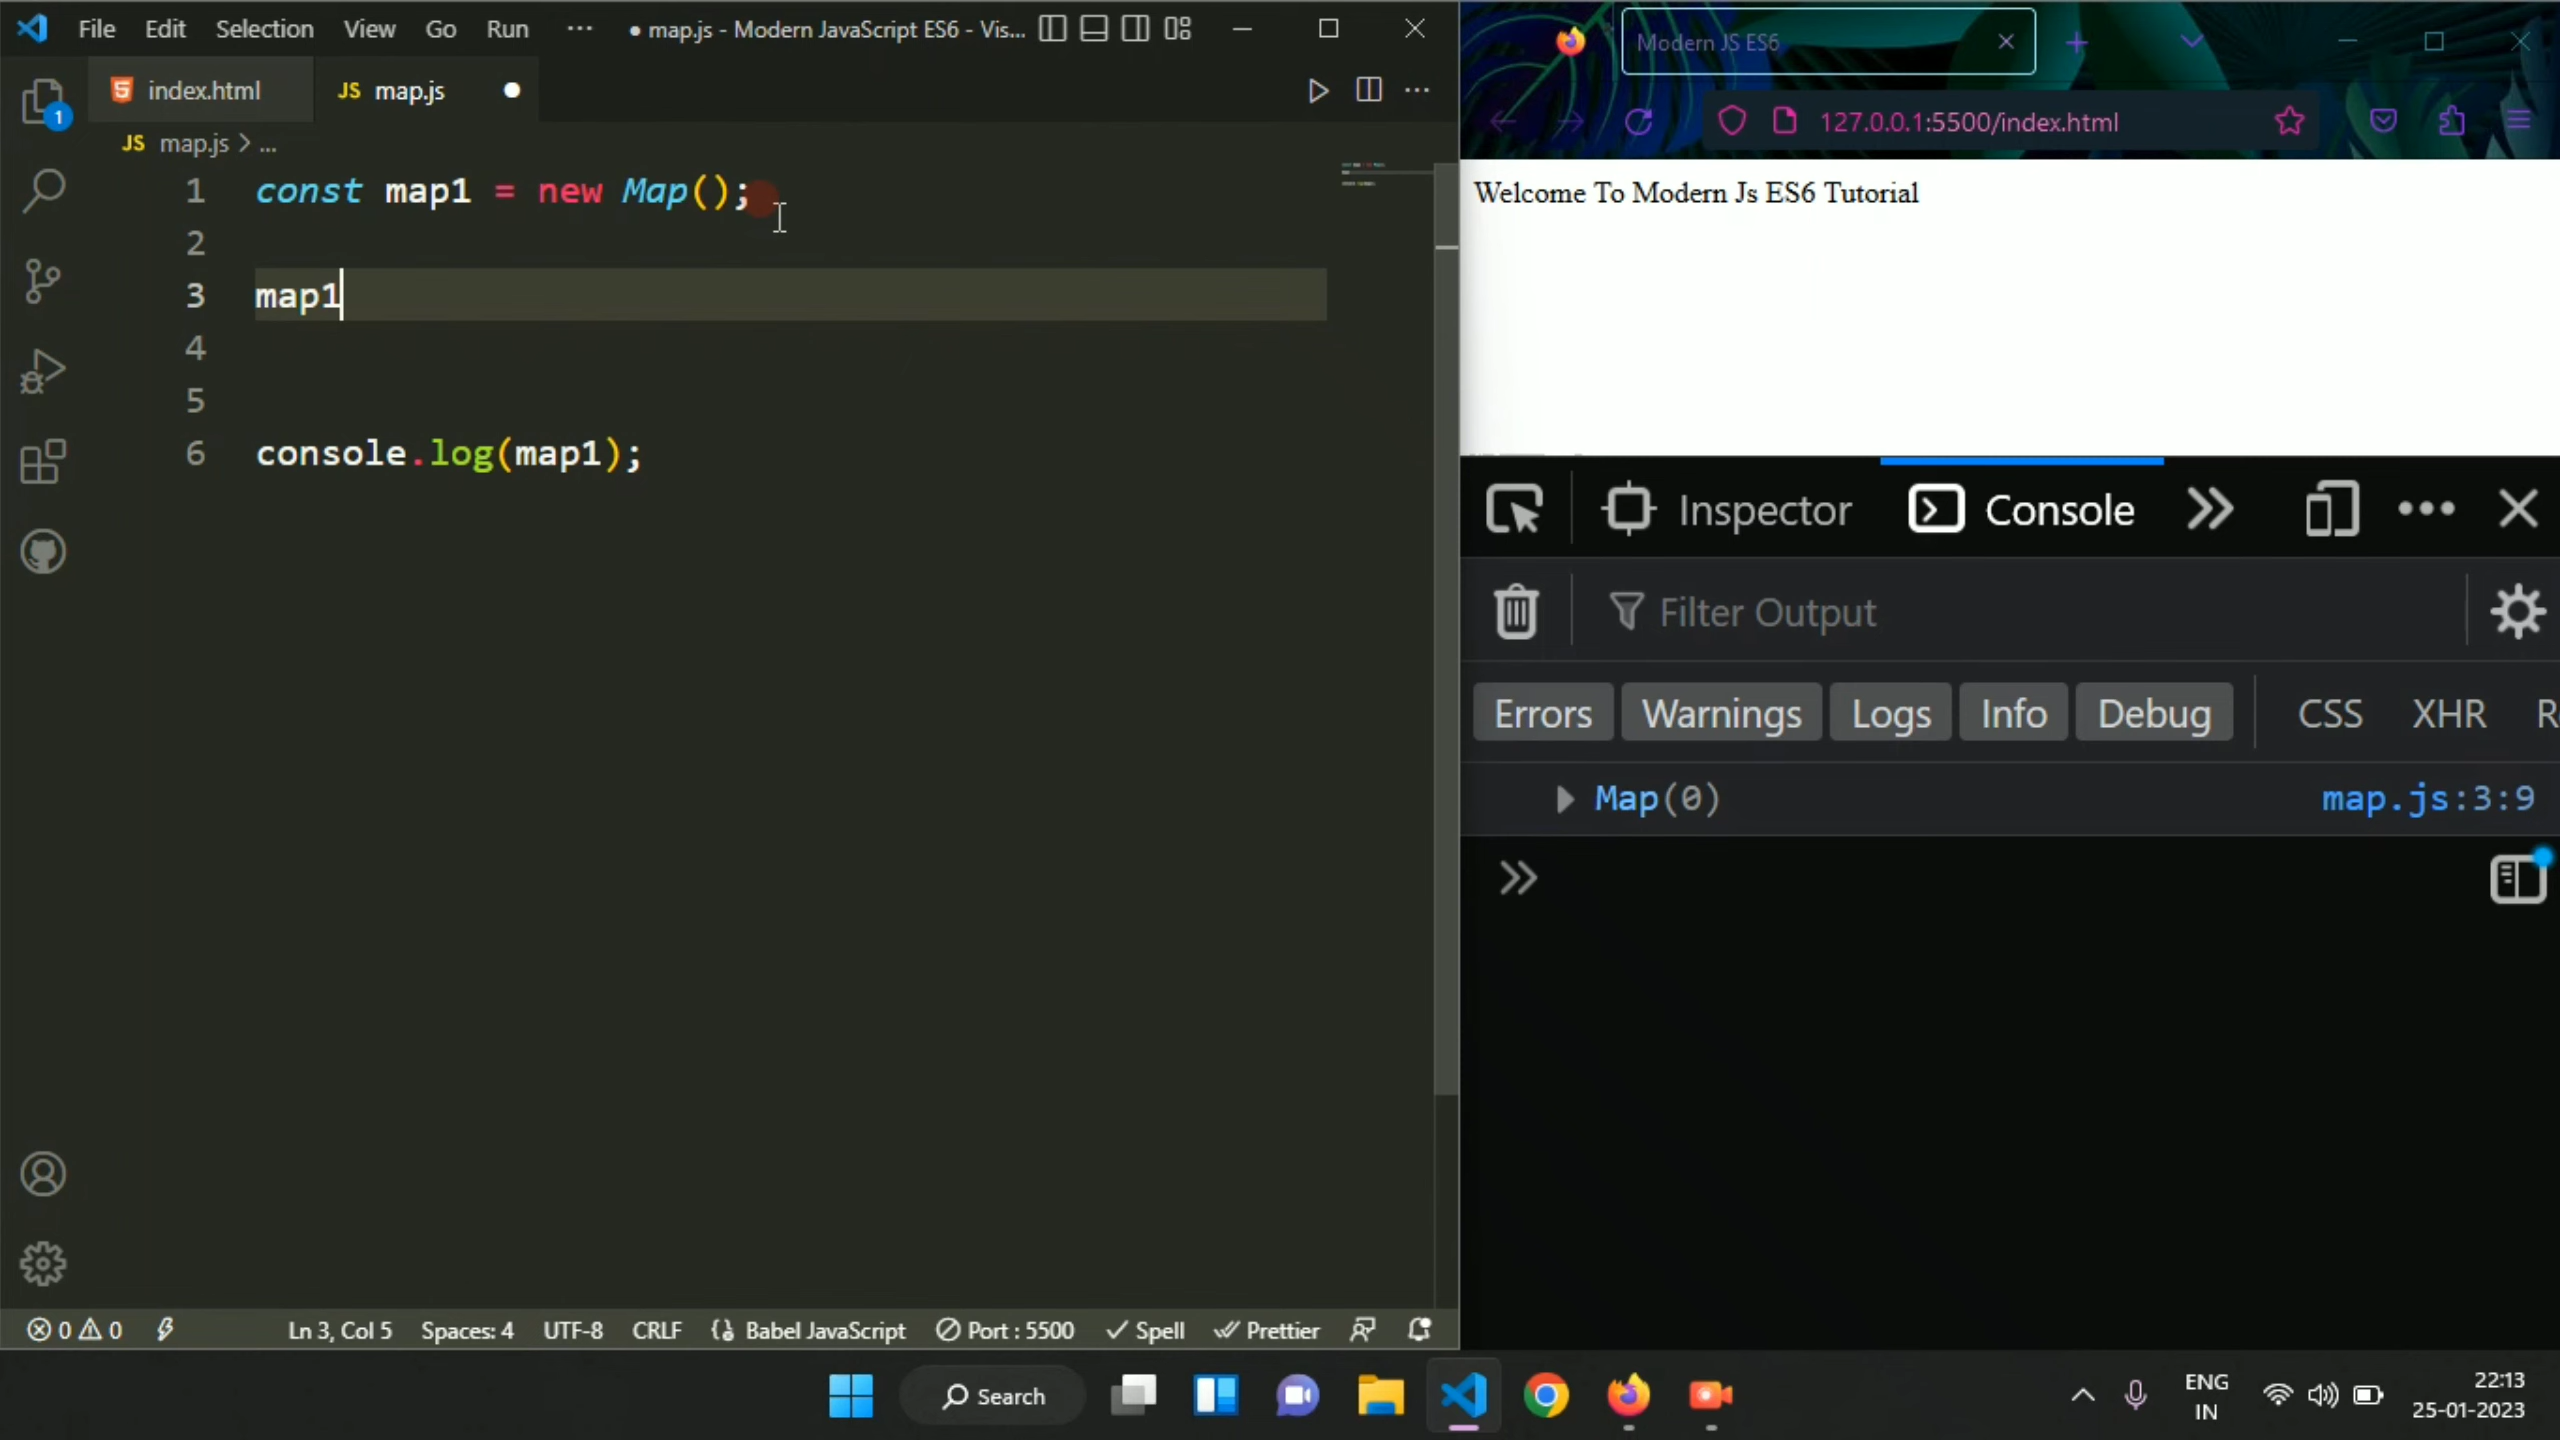 File Edit Selection View Go Run ··· ● map.js - Modern JavaScript ES6 - Vis...
index.html
JS map.js
1
JS map.js > ...
1 const map1 = new Map();
2
3 map1
4
5
6 console.log(map1);
0 0
Ln 3, Col 5 Spaces: 4 UTF-8 CRLF Babel JavaScript Port : 5500 Spell Prettier
Modern JS ES6
127.0.0.1:5500/index.html
Welcome To Modern Js ES6 Tutorial
Inspector Console
Filter Output
Errors Warnings Logs Info Debug CSS XHR R
Map(0) map.js:3:9
Search
ENG
IN
22:13
25-01-2023